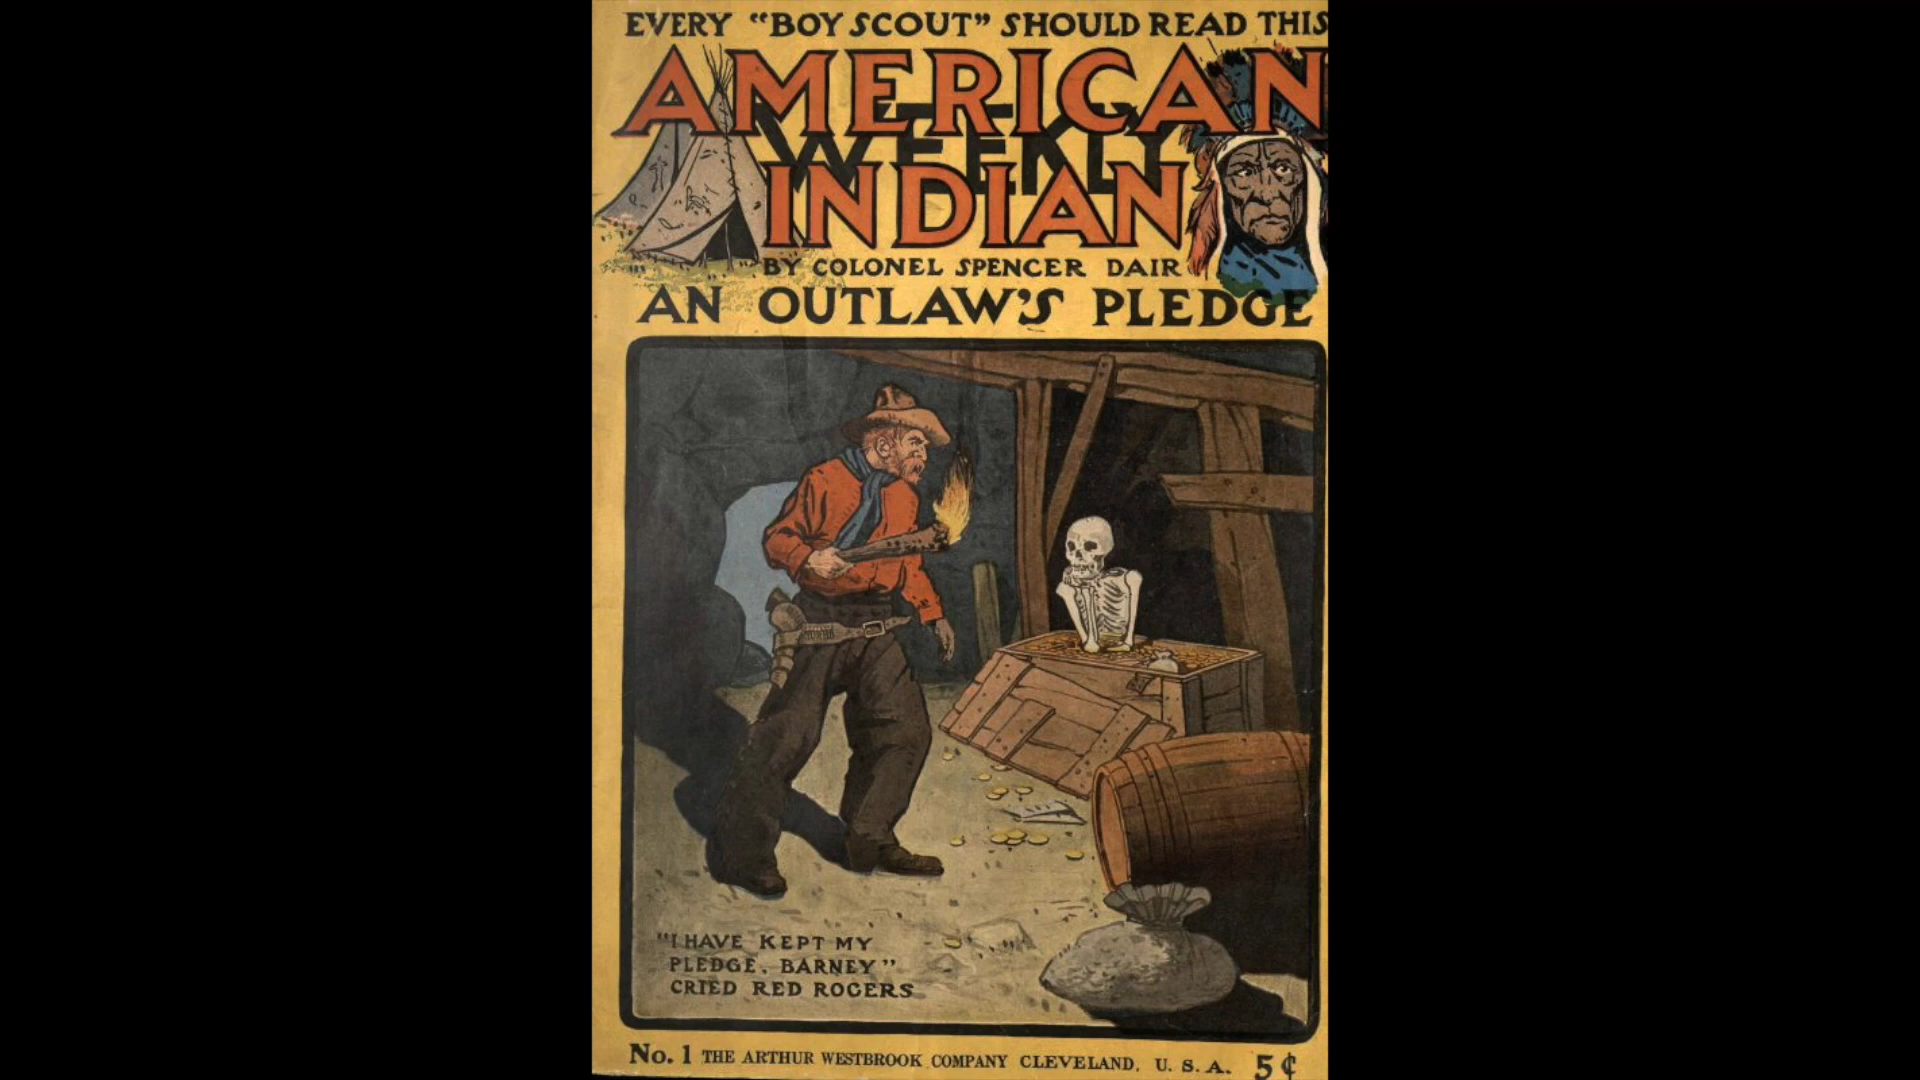 EVERY "BOY SCOUT" SHOULD READ THIS
AMERICAN
WEEKLY
INDIAN
BY COLONEL SPENCER DAIR
AN OUTLAW'S PLEDGE
"I HAVE KEPT MY
PLEDGE, BARNEY"
CRIED RED ROGERS
No. 1 THE ARTHUR WESTBROOK COMPANY CLEVELAND, U. S. A. 5¢